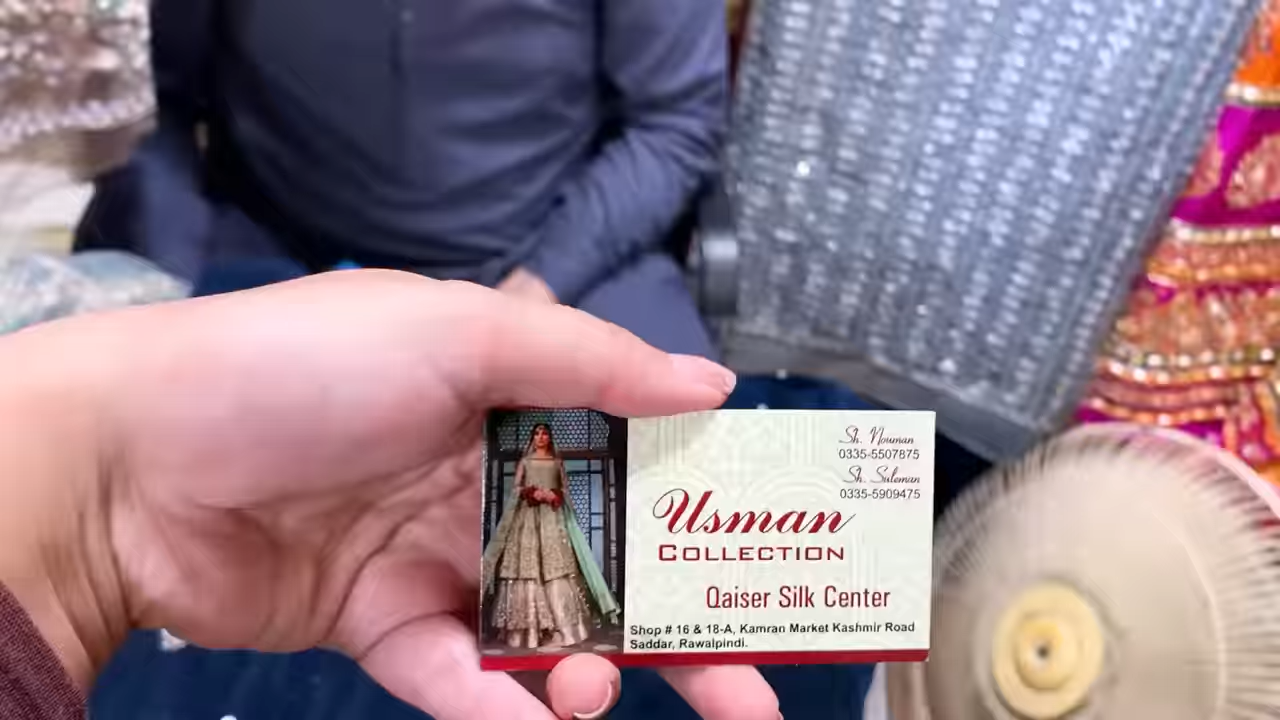 Sh. Nouman
0335-5507875
Sh. Suleman
0335-5909475
Usman
COLLECTION
Qaiser Silk Center
Shop # 16 & 18-A, Kamran Market Kashmir Road
Saddar, Rawalpindi.